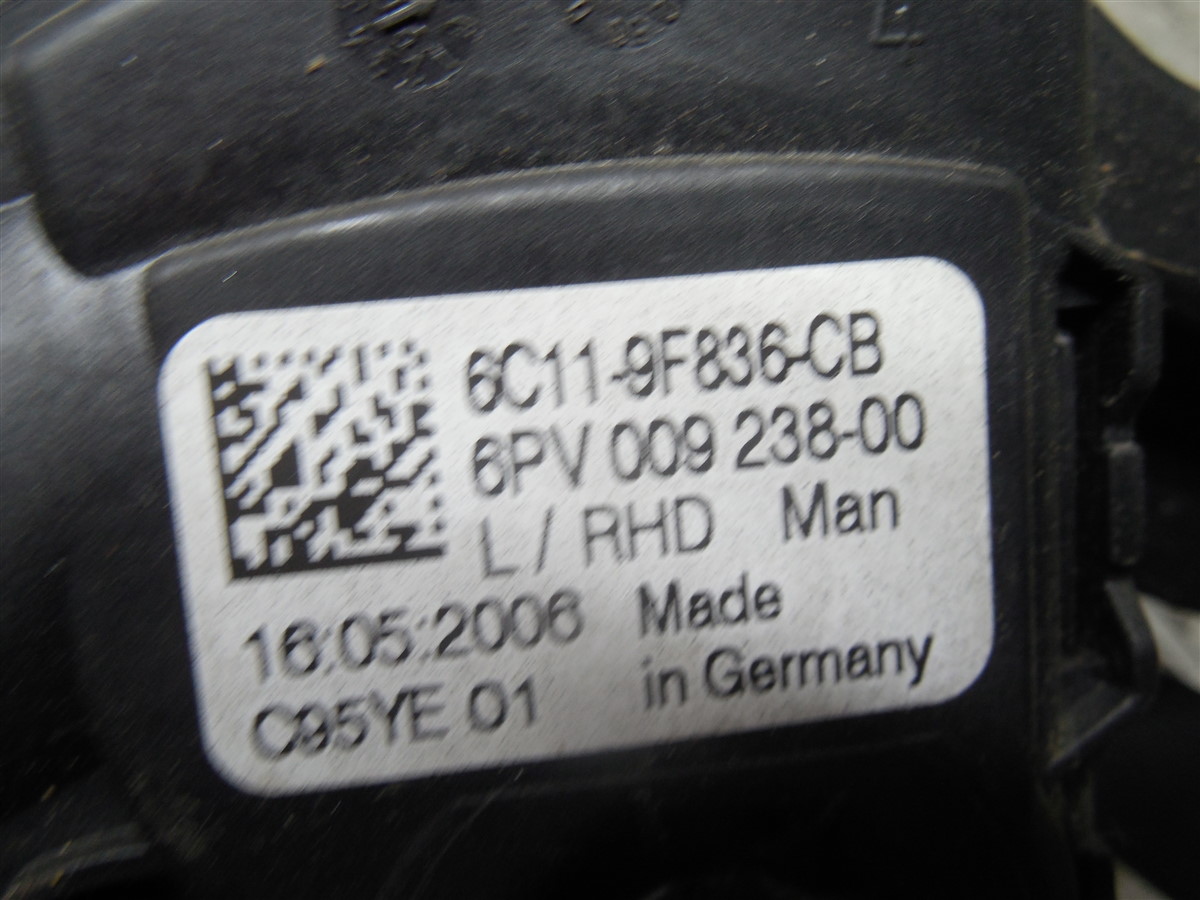 6C11-9F836-CB
6PV 009 238-00
L / RHD Man
16:05:2006 Made
C95YE 01 in Germany